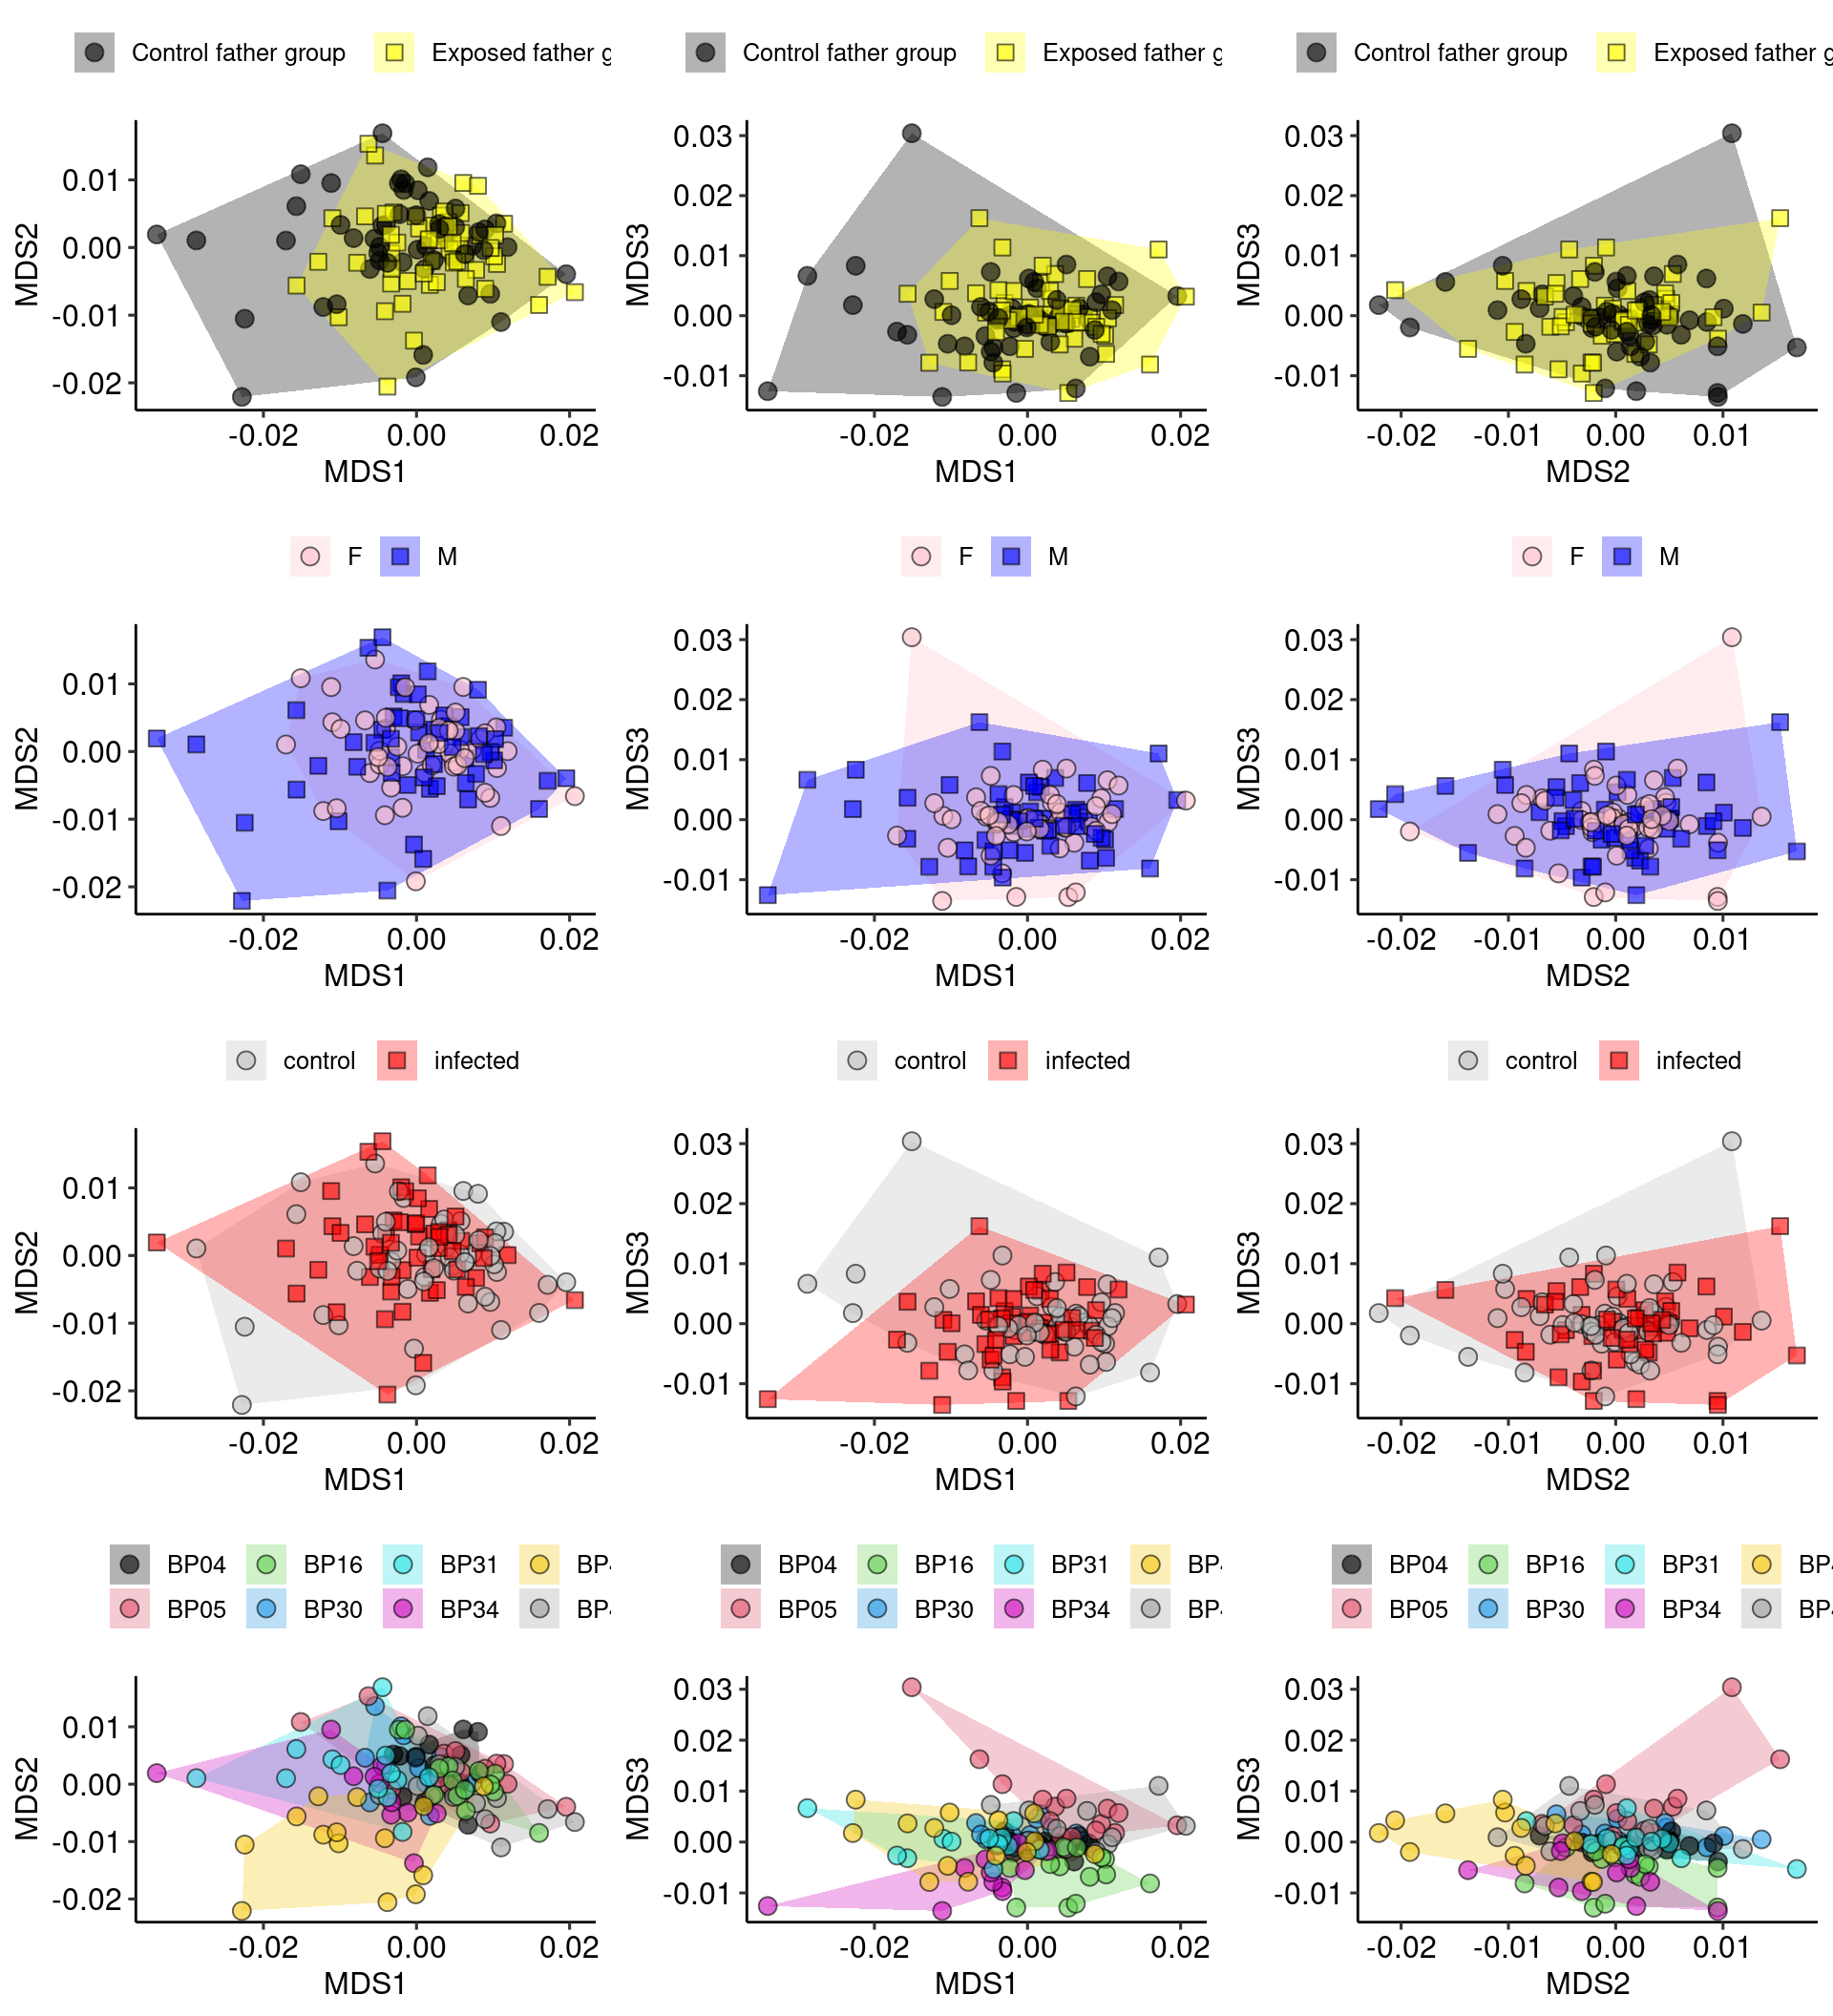 Control father group Exposed father g Control father group Exposed father g Control father group Exposed father g
MDS2 0.01 0.00 -0.01 -0.02
-0.02 0.00 0.02
MDS1
MDS3 0.03 0.02 0.01 0.00 -0.01
-0.02 0.00 0.02
MDS1
MDS3 0.03 0.02 0.01 0.00 -0.01
-0.02 -0.01 0.00 0.01
MDS2
F M F M F M
MDS2 0.01 0.00 -0.01 -0.02
-0.02 0.00 0.02
MDS1
MDS3 0.03 0.02 0.01 0.00 -0.01
-0.02 0.00 0.02
MDS1
MDS3 0.03 0.02 0.01 0.00 -0.01
-0.02 -0.01 0.00 0.01
MDS2
control infected control infected control infected
MDS2 0.01 0.00 -0.01 -0.02
-0.02 0.00 0.02
MDS1
MDS3 0.03 0.02 0.01 0.00 -0.01
-0.02 0.00 0.02
MDS1
MDS3 0.03 0.02 0.01 0.00 -0.01
-0.02 -0.01 0.00 0.01
MDS2
BP04 BP16 BP31 BP BP04 BP16 BP31 BP BP04 BP16 BP31 BP
BP05 BP30 BP34 BP BP05 BP30 BP34 BP BP05 BP30 BP34 BP
MDS2 0.01 0.00 -0.01 -0.02
-0.02 0.00 0.02
MDS1
MDS3 0.03 0.02 0.01 0.00 -0.01
-0.02 0.00 0.02
MDS1
MDS3 0.03 0.02 0.01 0.00 -0.01
-0.02 -0.01 0.00 0.01
MDS2